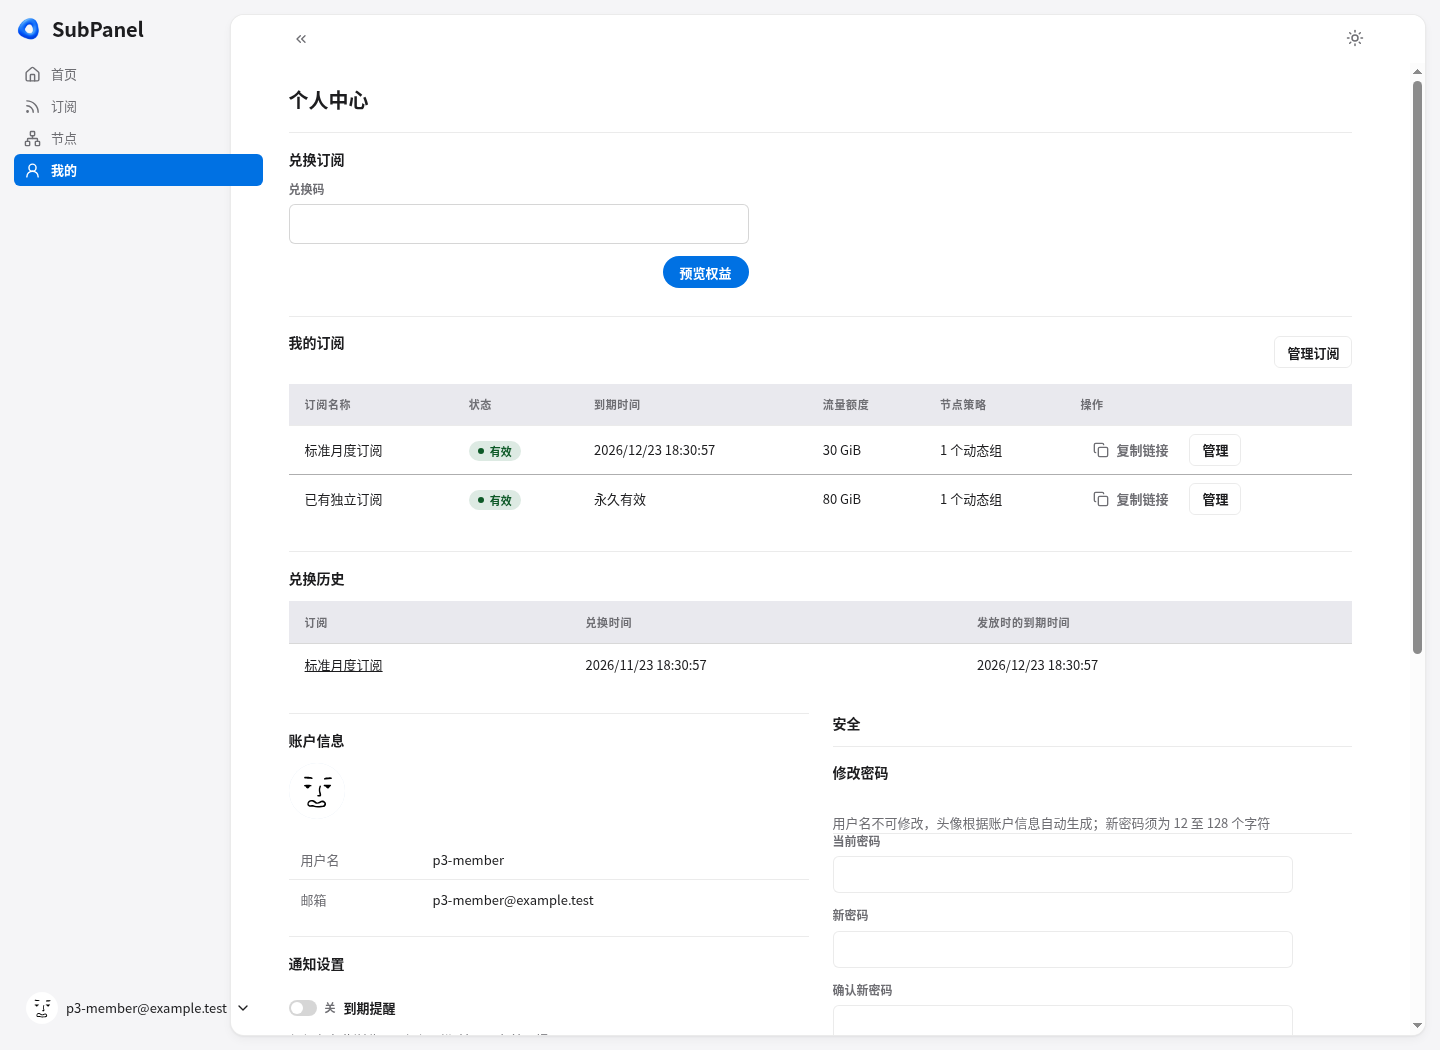 SubPanel
首页
订阅
节点
我的
个人中心
兑换订阅
兑换码
预览权益
我的订阅
管理订阅
订阅名称 状态 到期时间 流量额度 节点策略 操作
标准月度订阅 有效 2026/12/23 18:30:57 30 GiB 1 个动态组 复制链接 管理
已有独立订阅 有效 永久有效 80 GiB 1 个动态组 复制链接 管理
兑换历史
订阅 兑换时间 发放时的到期时间
标准月度订阅 2026/11/23 18:30:57 2026/12/23 18:30:57
账户信息
用户名 p3-member
邮箱 p3-member@example.test
通知设置
关 到期提醒
安全
修改密码
用户名不可修改，头像根据账户信息自动生成；新密码须为 12 至 128 个字符
当前密码
新密码
确认新密码
p3-member@example.test